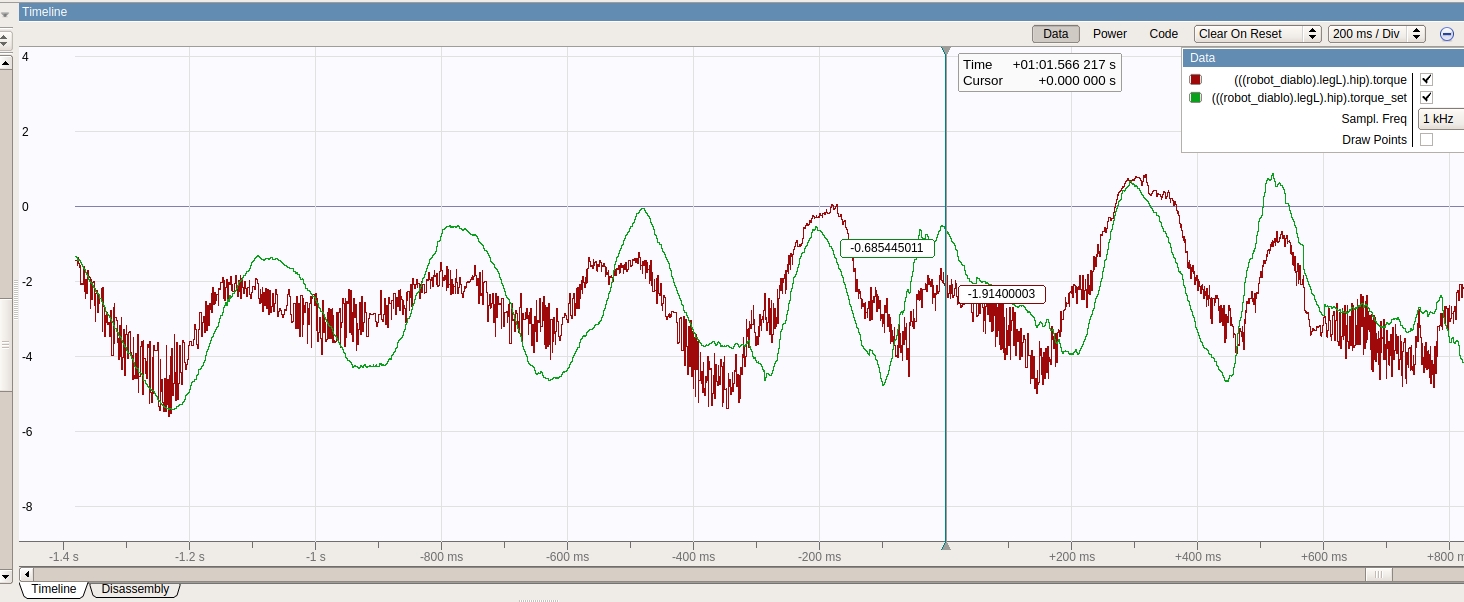 Timeline
Data Power Code Clear On Reset 200 ms / Div
4
2
0
-2
-4
-6
-8
Time +01:01.566 217 s
Cursor +0.000 000 s
Data
(((robot_diablo).legL).hip).torque
(((robot_diablo).legL).hip).torque_set
Sampl. Freq 1 kHz
Draw Points
-0.685445011
-1.91400003
-1.4 s -1.2 s -1 s -800 ms -600 ms -400 ms -200 ms +200 ms +400 ms +600 ms +800 m
Timeline Disassembly